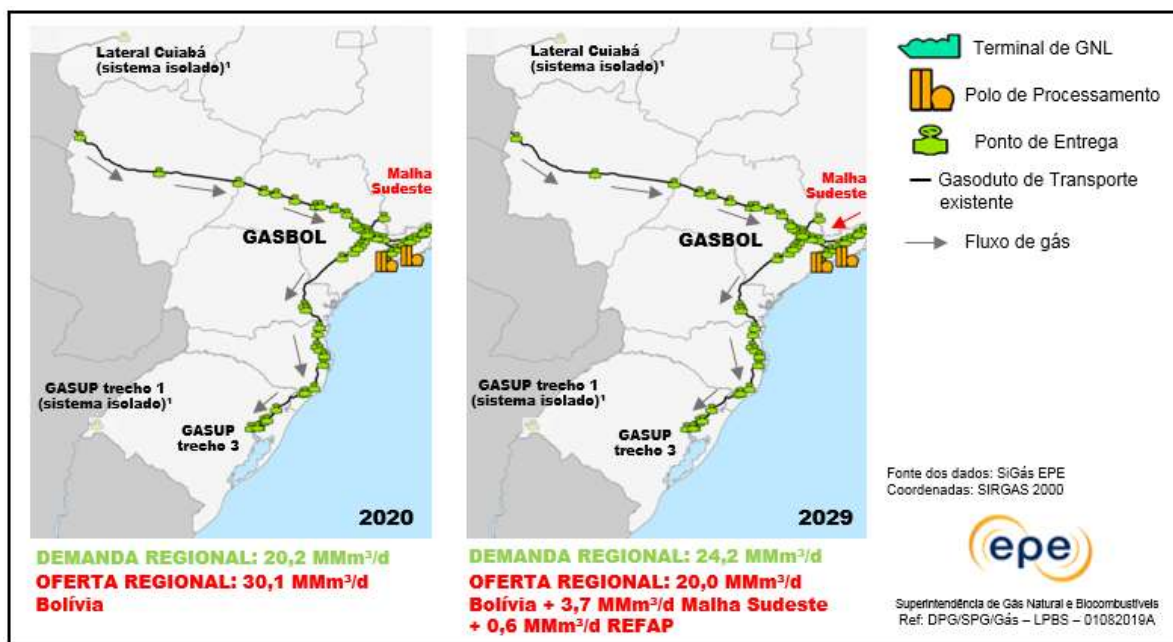 Lateral Cuiabá
(sistema isolado)¹
Malha
Sudeste
GASBOL
GASUP trecho 1
(sistema isolado)¹
GASUP
trecho 3
2020
DEMANDA REGIONAL: 20,2 MMm³/d
OFERTA REGIONAL: 30,1 MMm³/d
Bolívia
Lateral Cuiabá
(sistema isolado)¹
Malha
Sudeste
GASBOL
GASUP trecho 1
(sistema isolado)¹
GASUP
trecho 3
2029
DEMANDA REGIONAL: 24,2 MMm³/d
OFERTA REGIONAL: 20,0 MMm³/d
Bolívia + 3,7 MMm³/d Malha Sudeste
+ 0,6 MMm³/d REFAP
Terminal de GNL
Polo de Processamento
Ponto de Entrega
Gasoduto de Transporte
existente
Fluxo de gás
Fonte dos dados: SiGás EPE
Coordenadas: SIRGAS 2000
epe
Superintendência de Gás Natural e Biocombustíveis
Ref: DPG/SPG/Gás – LPBS – 01082019A